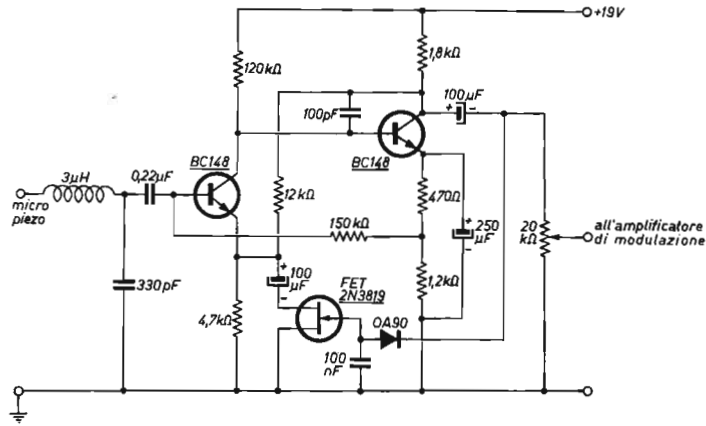 +19V
120kΩ
1,8kΩ
100µF
+
-
100pF
BC148
BC148
3µH
0,22µF
micro
piezo
12kΩ
470Ω
+
250
µF
-
150kΩ
20
kΩ
all'amplificatore
di modulazione
330pF
+
100
µF
-
FET
2N3819
1,2kΩ
4,7kΩ
OA90
100